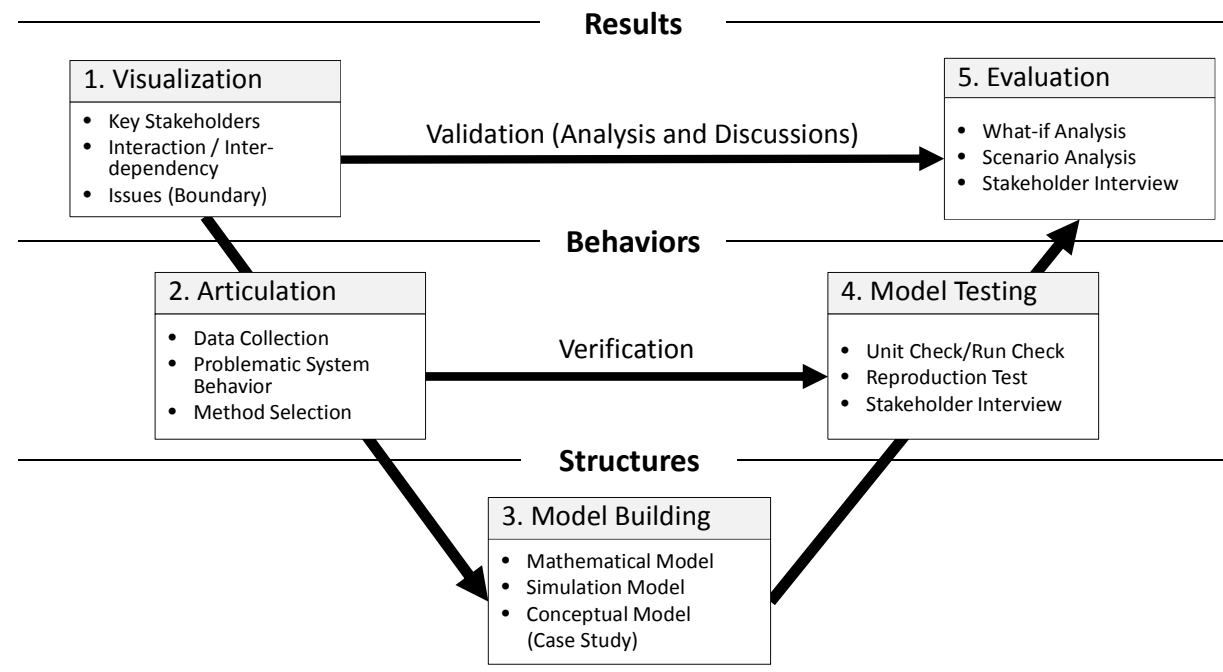 Results
1. Visualization
• Key Stakeholders
• Interaction / Inter-
dependency
• Issues (Boundary)
Validation (Analysis and Discussions)
5. Evaluation
• What-if Analysis
• Scenario Analysis
• Stakeholder Interview
Behaviors
2. Articulation
• Data Collection
• Problematic System
Behavior
• Method Selection
Verification
4. Model Testing
• Unit Check/Run Check
• Reproduction Test
• Stakeholder Interview
Structures
3. Model Building
• Mathematical Model
• Simulation Model
• Conceptual Model
(Case Study)